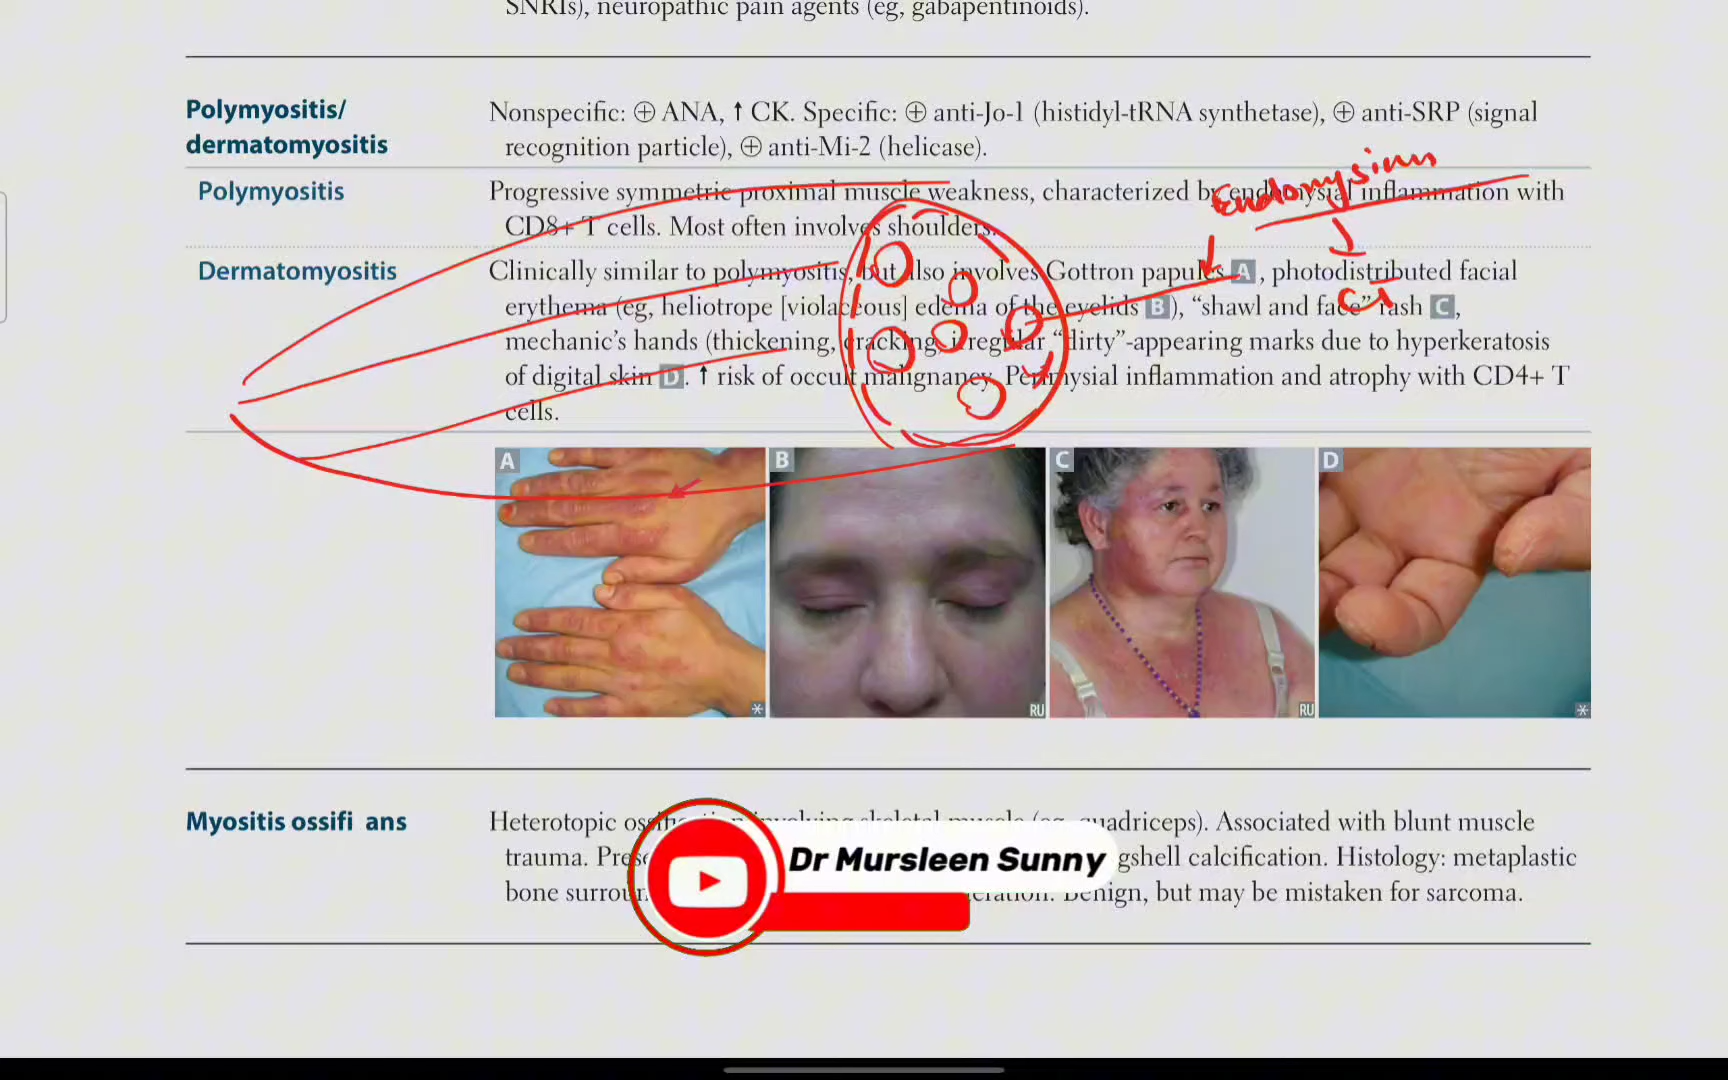 SNRIs), neuropathic pain agents (eg, gabapentinoids).
Polymyositis/
dermatomyositis
Nonspecific: ⊕ ANA, ↑ CK. Specific: ⊕ anti-Jo-1 (histidyl-tRNA synthetase), ⊕ anti-SRP (signal
recognition particle), ⊕ anti-Mi-2 (helicase).
Endomysium
Polymyositis
Progressive symmetric proximal muscle weakness, characterized by endomysial inflammation with
CD8+ T cells. Most often involves shoulders.
Dermatomyositis
Clinically similar to polymyositis, but also involves Gottron papules A, photodistributed facial
erythema (eg, heliotrope [violaceous] edema of the eyelids B), “shawl and face” rash C,
mechanic’s hands (thickening, cracking, irregular “dirty”-appearing marks due to hyperkeratosis
of digital skin D. ↑ risk of occult malignancy. Perimysial inflammation and atrophy with CD4+ T
cells.
A
B
C
D
RU
RU
Myositis ossifi ans
Heterotopic involving skeletal muscle quadriceps). Associated with blunt muscle
trauma. gshell calcification. Histology: metaplastic
bone Benign, but may be mistaken for sarcoma.
Dr Mursleen Sunny